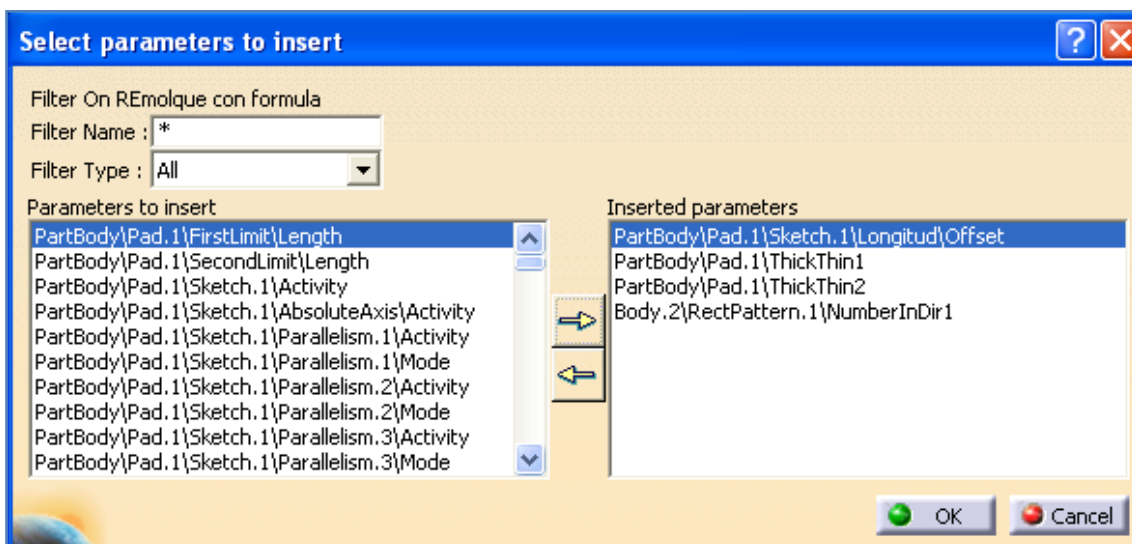 Select parameters to insert
?
Filter On REmolque con formula
Filter Name : *
Filter Type : All
Parameters to insert
PartBody\Pad.1\FirstLimit\Length
PartBody\Pad.1\SecondLimit\Length
PartBody\Pad.1\Sketch.1\Activity
PartBody\Pad.1\Sketch.1\AbsoluteAxis\Activity
PartBody\Pad.1\Sketch.1\Parallelism.1\Activity
PartBody\Pad.1\Sketch.1\Parallelism.1\Mode
PartBody\Pad.1\Sketch.1\Parallelism.2\Activity
PartBody\Pad.1\Sketch.1\Parallelism.2\Mode
PartBody\Pad.1\Sketch.1\Parallelism.3\Activity
PartBody\Pad.1\Sketch.1\Parallelism.3\Mode
Inserted parameters
PartBody\Pad.1\Sketch.1\Longitud\Offset
PartBody\Pad.1\ThickThin1
PartBody\Pad.1\ThickThin2
Body.2\RectPattern.1\NumberInDir1
OK
Cancel